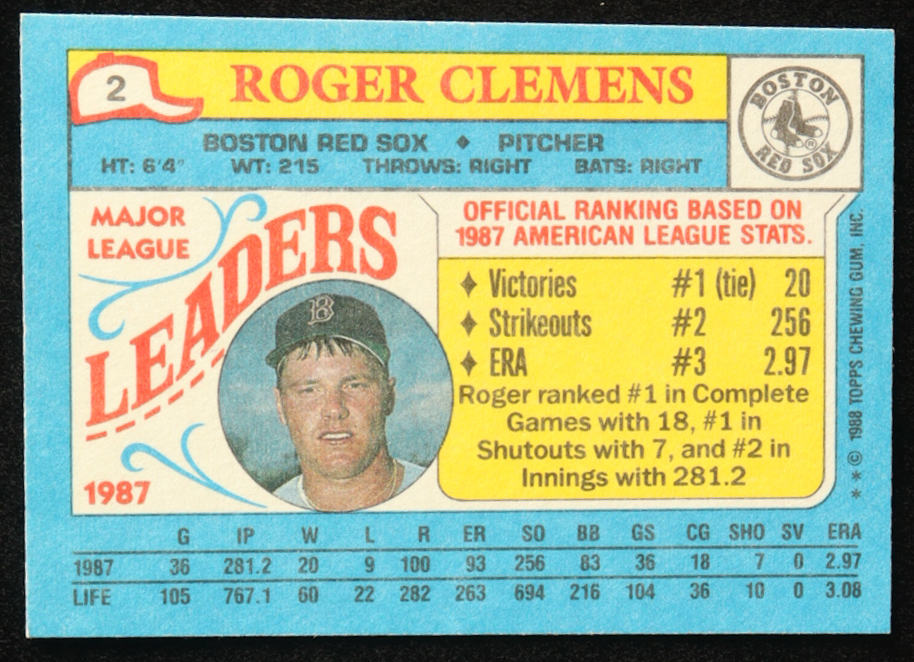 2
ROGER CLEMENS
BOSTON RED SOX ♦ PITCHER
HT: 6'4" WT: 215 THROWS: RIGHT BATS: RIGHT
BOSTON
RED SOX ®
MAJOR
LEAGUE
LEADERS
1987
B
OFFICIAL RANKING BASED ON
1987 AMERICAN LEAGUE STATS.
♦ Victories #1 (tie) 20
♦ Strikeouts #2 256
♦ ERA #3 2.97
Roger ranked #1 in Complete
Games with 18, #1 in
Shutouts with 7, and #2 in
Innings with 281.2
* * © 1988 TOPPS CHEWING GUM, INC.
G IP W L R ER SO BB GS CG SHO SV ERA
1987 36 281.2 20 9 100 93 256 83 36 18 7 0 2.97
LIFE 105 767.1 60 22 282 263 694 216 104 36 10 0 3.08